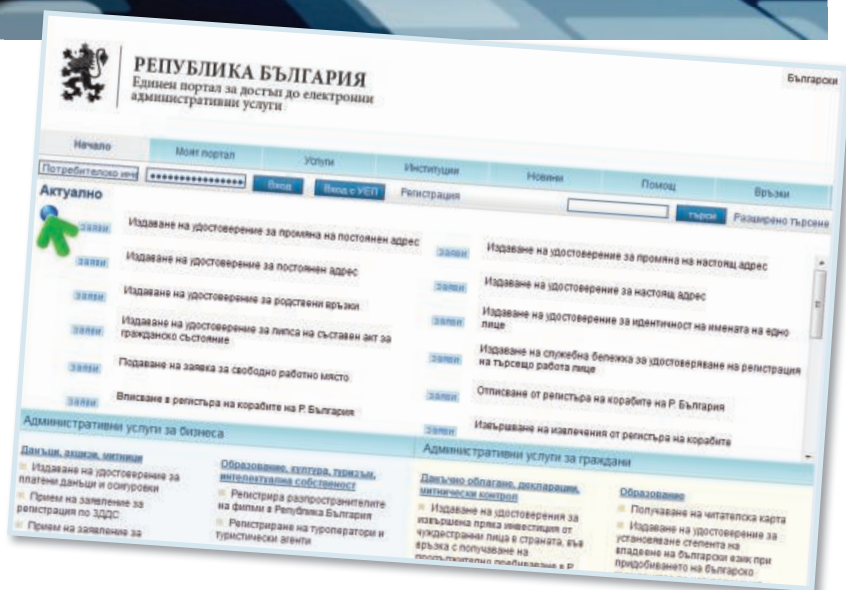 РЕПУБЛИКА БЪЛГАРИЯ
Единен портал за достъп до електронни
административни услуги
Български
Начало
Моят портал
Услуги
Институции
Новини
Помощ
Връзки
Потребителско име
Вход
Вход с УЕП
Регистрация
търси
Разширено търсене
Актуално
заяви Издаване на удостоверение за промяна на постоянен адрес
заяви Издаване на удостоверение за постоянен адрес
заяви Издаване на удостоверение за родствени връзки
заяви Издаване на удостоверение за липса на съставен акт за
гражданско състояние
заяви Подаване на заявка за свободно работно място
заяви Вписване в регистъра на корабите на Р. България
заяви Издаване на удостоверение за промяна на настоящ адрес
заяви Издаване на удостоверение за настоящ адрес
заяви Издаване на удостоверение за идентичност на имената на едно
лице
заяви Издаване на служебна бележка за удостоверяване на регистрация
на търсещо работа лице
заяви Отписване от регистъра на корабите на Р. България
заяви Извършване на извлечения от регистъра на корабите
Административни услуги за бизнеса
Данъци, акцизи, митници
Издаване на удостоверение за
платени данъци и осигуровки
Прием на заявление за
регистрация по ЗДДС
Прием на заявление за
Образование, култура, туризъм,
интелектуална собственост
Регистрира разпространителите
на филми в Република България
Регистриране на туроператори и
туристически агенти
Административни услуги за граждани
Данъчно облагане, декларации,
митнически контрол
Издаване на удостоверения за
извършена пряка инвестиция от
чуждестранни лица в страната, във
връзка с получаване на
продължително пребиваване в Р.
Образование
Получаване на читателска карта
Издаване на удостоверение за
установяване степента на
владеене на български език при
придобиването на българско